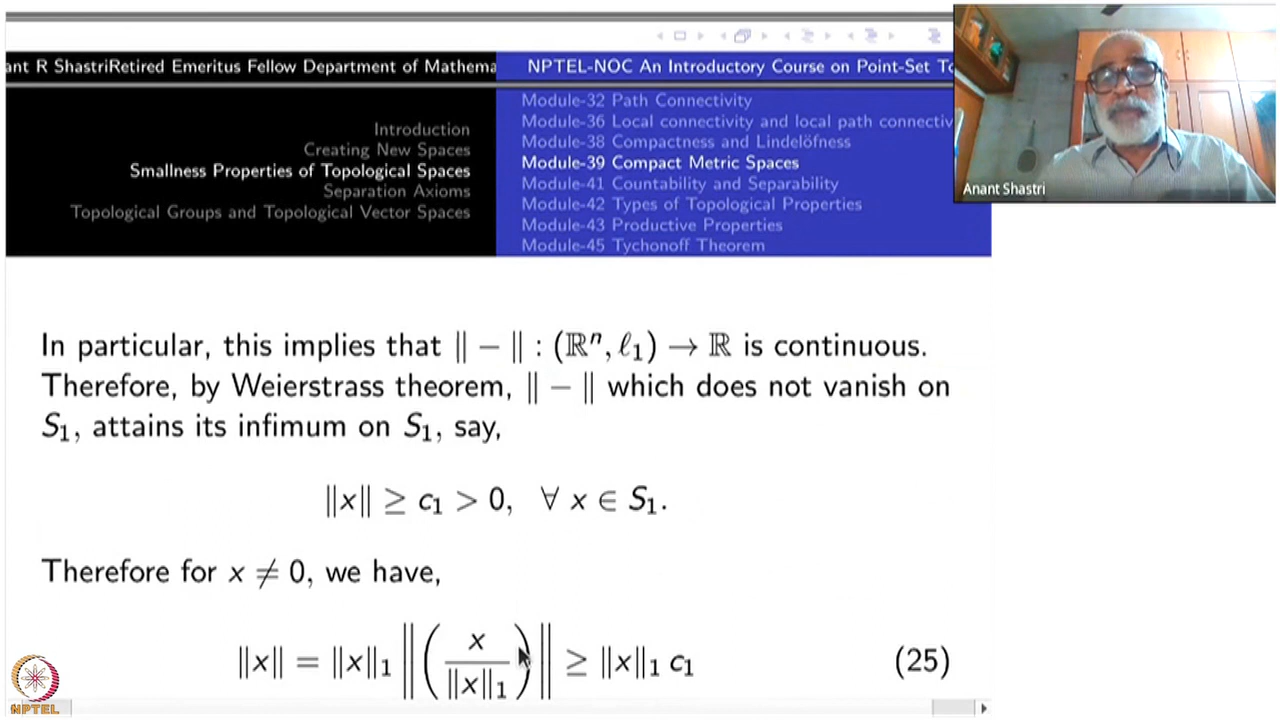 ant R ShastriRetired Emeritus Fellow Department of Mathema
NPTEL-NOC An Introductory Course on Point-Set To
Introduction
Creating New Spaces
Smallness Properties of Topological Spaces
Separation Axioms
Topological Groups and Topological Vector Spaces
Module-32 Path Connectivity
Module-36 Local connectivity and local path connectiv
Module-38 Compactness and Lindelöfness
Module-39 Compact Metric Spaces
Module-41 Countability and Separability
Module-42 Types of Topological Properties
Module-43 Productive Properties
Module-45 Tychonoff Theorem
Anant Shastri
In particular, this implies that ‖ − ‖ : (ℝⁿ, ℓ₁) → ℝ is continuous.
Therefore, by Weierstrass theorem, ‖ − ‖ which does not vanish on
S₁, attains its infimum on S₁, say,
‖x‖ ≥ c₁ > 0, ∀ x ∈ S₁.
Therefore for x ≠ 0, we have,
‖x‖ = ‖x‖₁ ‖(x/‖x‖₁)‖ ≥ ‖x‖₁ c₁ (25)
NPTEL